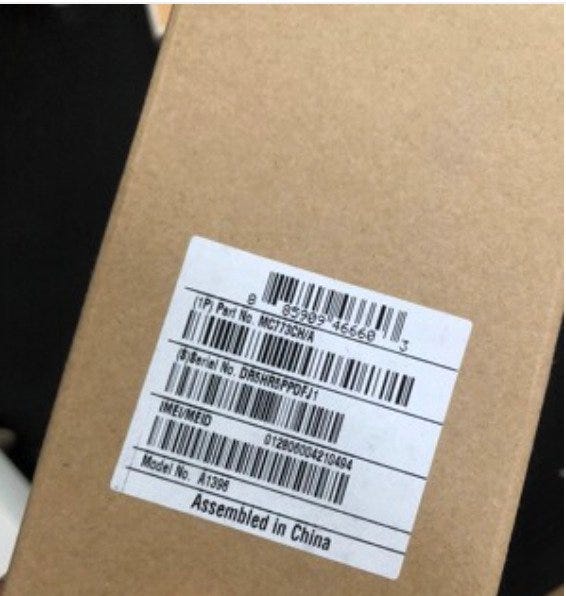 8 85909 46660 3
(1P) Part No. MC773CH/A
(S)Serial No. DR5HR5PPDFJ1
IMEI/MEID 012806004210494
Model No. A1396
Assembled in China